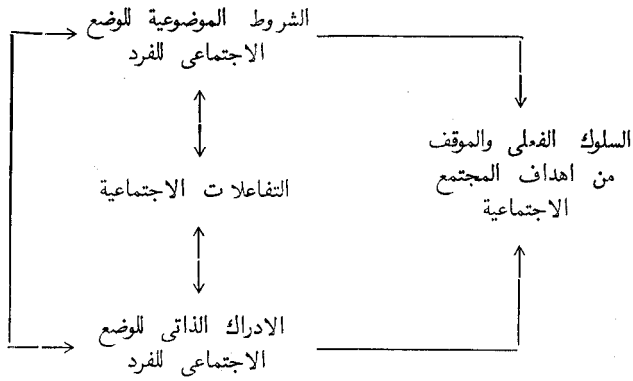 الشروط الموضوعية للوضع
الاجتماعى للفرد
السلوك الفعلى والموقف
من اهداف المجتمع
الاجتماعية
التفاعلات الاجتماعية
الادراك الذاتى للوضع
الاجتماعى للفرد